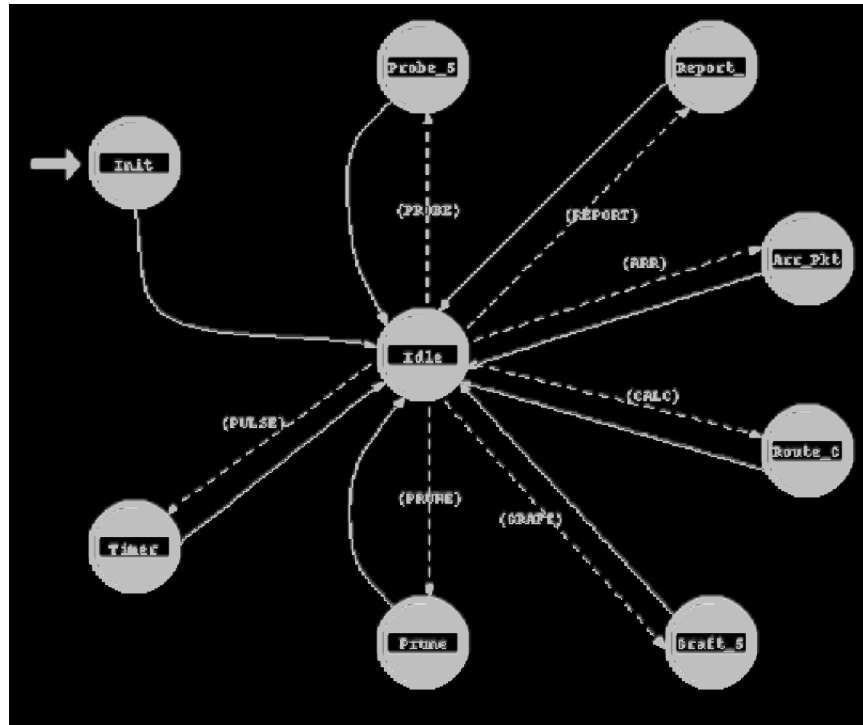 Probe_S
Report_
Init
(PROBE)
(REPORT)
Arr_Pkt
(ARR)
Idle
(CALC)
(PULSE)
Route_C
(PRUNE)
(GRAFT)
Timer
Prune
Graft_S